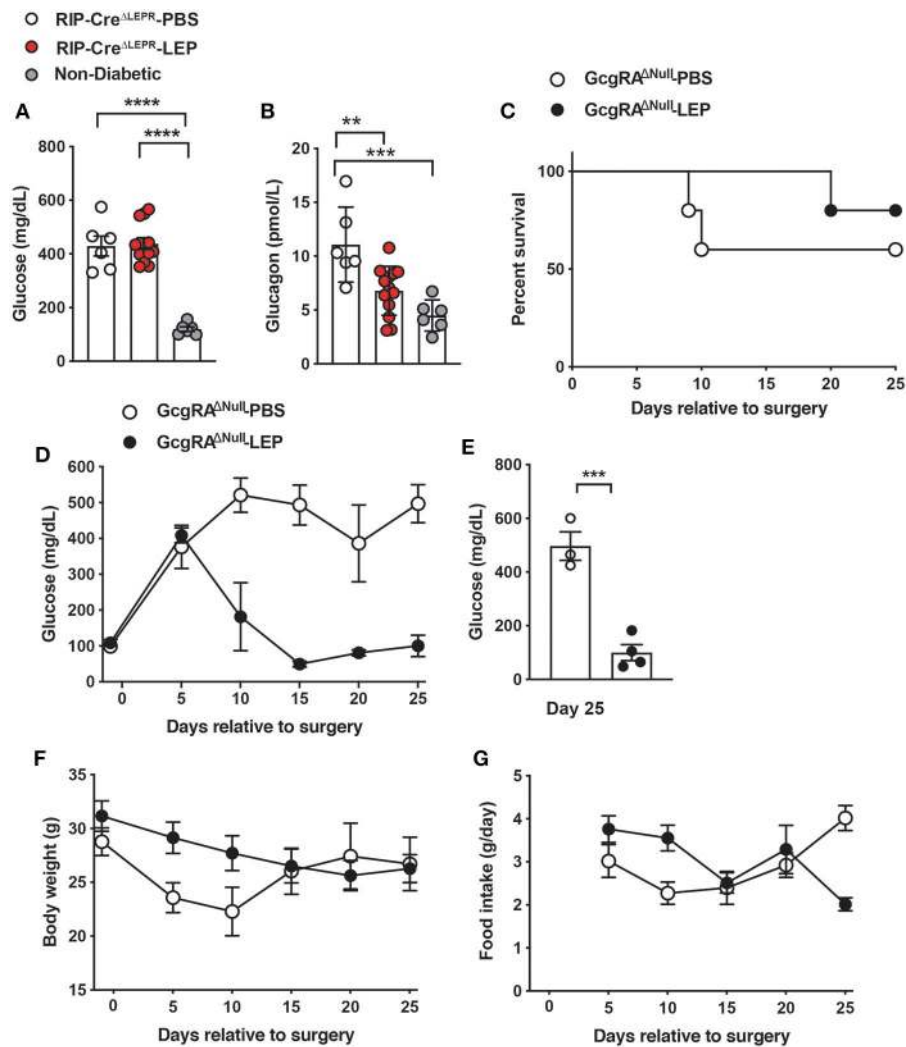 RIP-Cre^ΔLEPR-PBS
RIP-Cre^ΔLEPR-LEP
Non-Diabetic
A
****
****
Glucose (mg/dL)
800
600
400
200
0
B
**
***
Glucagon (pmol/L)
20
15
10
5
0
GcgRA^ΔNull-PBS
GcgRA^ΔNull-LEP
C
Percent survival
100
50
0
0 10 20 25
Days relative to surgery
GcgRA^ΔNull-PBS
GcgRA^ΔNull-LEP
D
Glucose (mg/dL)
600
500
400
300
200
100
0
0 5 10 15 20 25
Days relative to surgery
E
***
Glucose (mg/dL)
800
600
400
200
0
Day 25
F
Body weight (g)
35
30
25
20
15
0 5 10 15 20 25
Days relative to surgery
G
Food intake (g/day)
5
4
3
2
1
0
0 5 10 15 20 25
Days relative to surgery